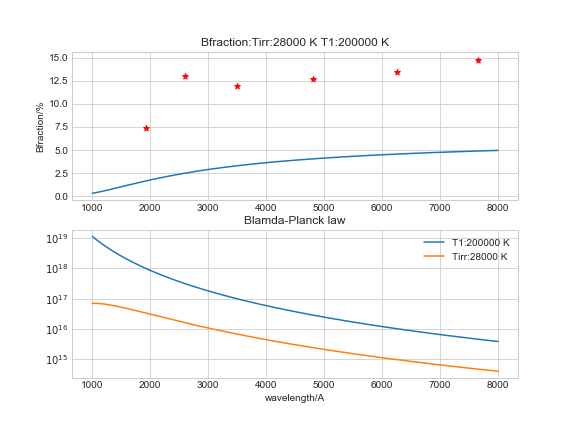 Bfraction:Tirr:28000 K T1:200000 K
Bfraction/%
15.0
12.5
10.0
7.5
5.0
2.5
0.0
1000 2000 3000 4000 5000 6000 7000 8000
Blamda-Planck law
10^19
10^18
10^17
10^16
10^15
T1:200000 K
Tirr:28000 K
1000 2000 3000 4000 5000 6000 7000 8000
wavelength/A